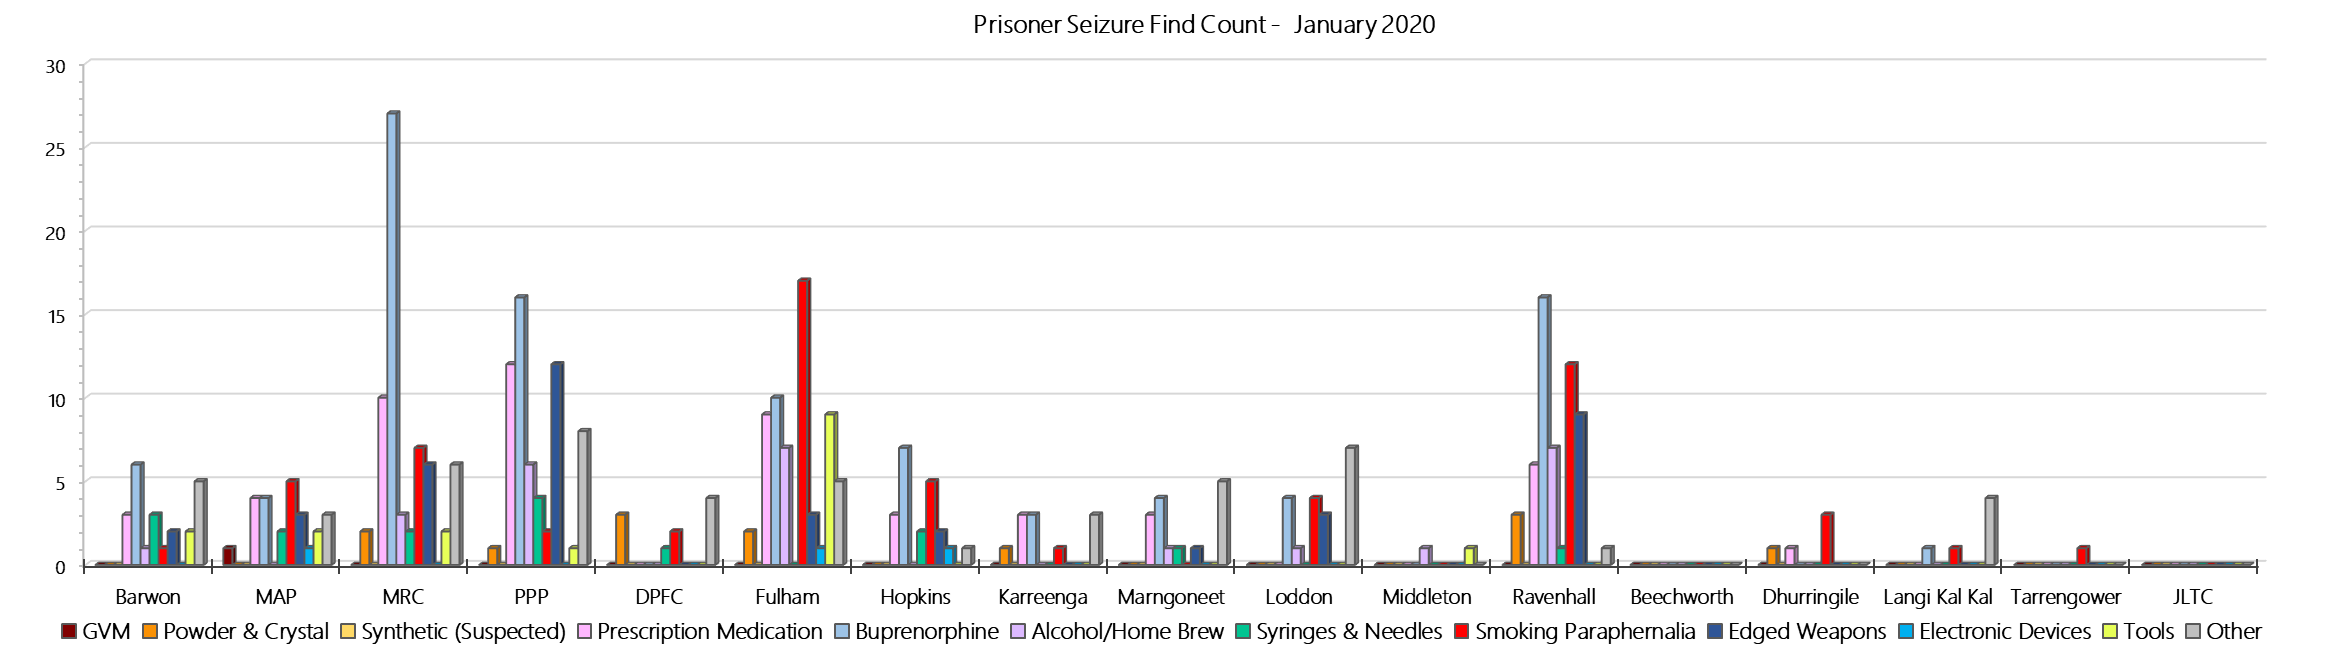 Prisoner Seizure Find Count - January 2020
30
25
20
15
10
5
0
Barwon MAP MRC PPP DPFC Fulham Hopkins Karreenga Marngoneet Loddon Middleton Ravenhall Beechworth Dhurringile Langi Kal Kal Tarrengower JLTC
GVM Powder & Crystal Synthetic (Suspected) Prescription Medication Buprenorphine Alcohol/Home Brew Syringes & Needles Smoking Paraphernalia Edged Weapons Electronic Devices Tools Other